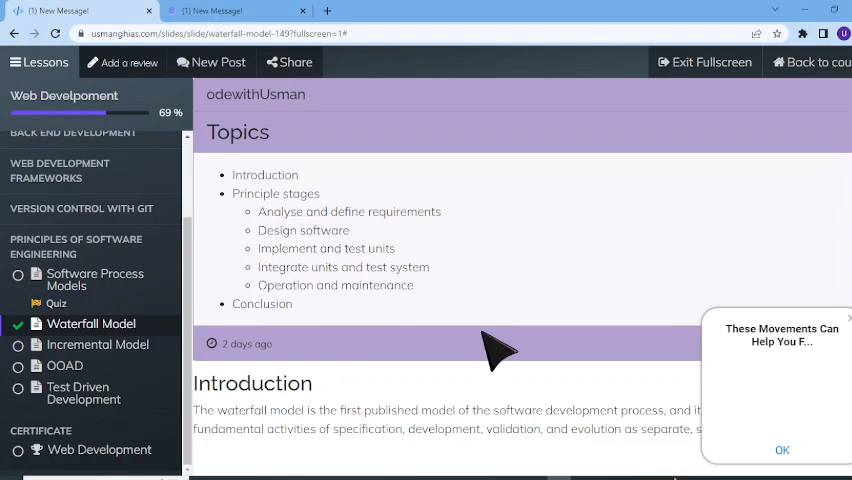 (1) New Message!
(1) New Message!
usmanghias.com/slides/slide/waterfall-model-149?fullscreen=1#
U
Lessons
Add a review
New Post
Share
Exit Fullscreen
Back to cou
Web Develpoment
69 %
BACK END DEVELOPMENT
WEB DEVELOPMENT
FRAMEWORKS
VERSION CONTROL WITH GIT
PRINCIPLES OF SOFTWARE
ENGINEERING
Software Process
Models
Quiz
Waterfall Model
Incremental Model
OOAD
Test Driven
Development
CERTIFICATE
Web Development
odewithUsman
Topics
• Introduction
• Principle stages
◦ Analyse and define requirements
◦ Design software
◦ Implement and test units
◦ Integrate units and test system
◦ Operation and maintenance
• Conclusion
2 days ago
Introduction
The waterfall model is the first published model of the software development process, and it
fundamental activities of specification, development, validation, and evolution as separate, s
These Movements Can
Help You F...
OK